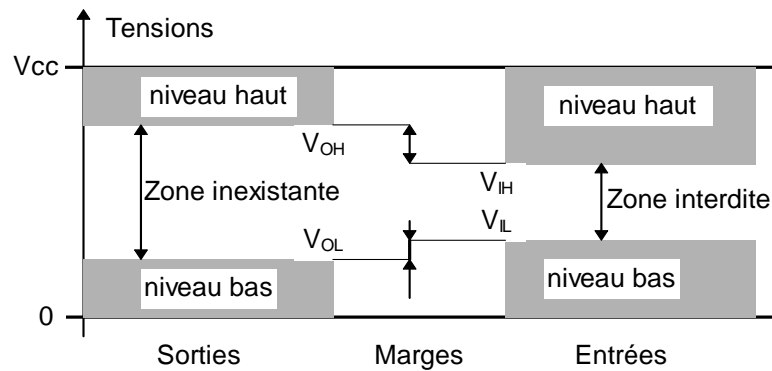 Tensions
Vcc
niveau haut
niveau haut
VOH
VIH
Zone inexistante
Zone interdite
VIL
VOL
niveau bas
niveau bas
0
Sorties
Marges
Entrées